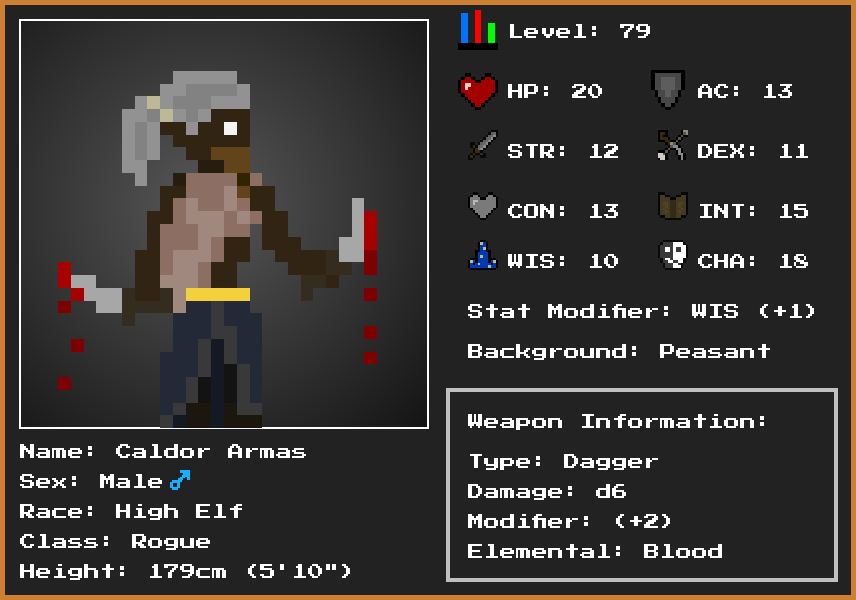 Level: 79
HP: 20 AC: 13
STR: 12 DEX: 11
CON: 13 INT: 15
WIS: 10 CHA: 18
Stat Modifier: WIS (+1)
Background: Peasant
Weapon Information:
Type: Dagger
Damage: d6
Modifier: (+2)
Elemental: Blood
Name: Caldor Armas
Sex: Male♂
Race: High Elf
Class: Rogue
Height: 179cm (5'10")